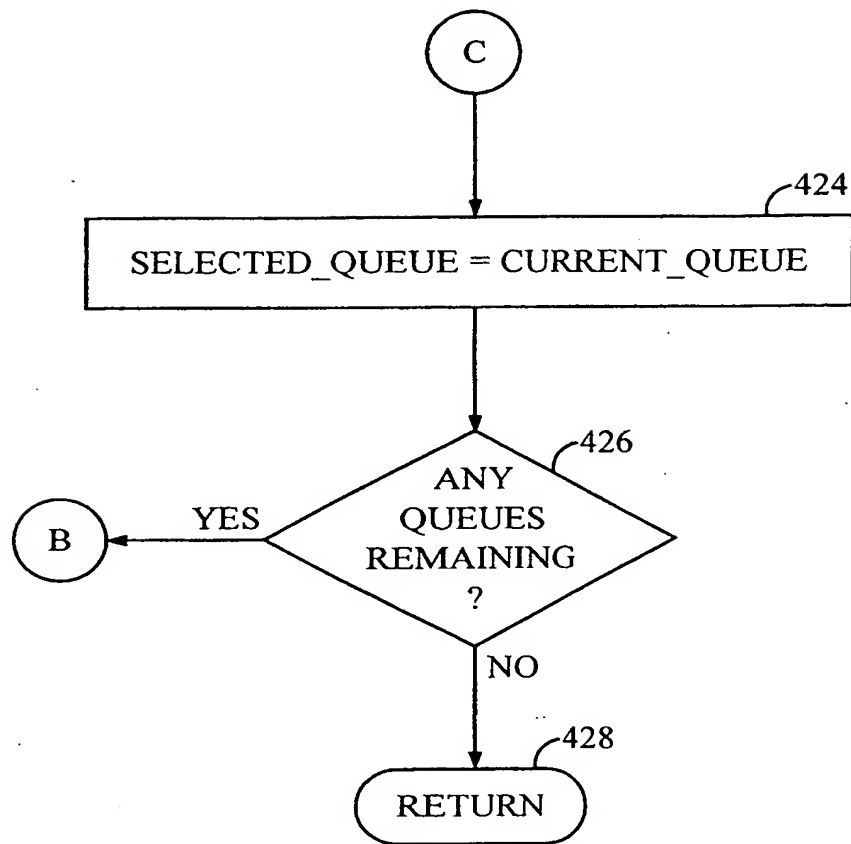 C
424
SELECTED_QUEUE = CURRENT_QUEUE
426
ANY
QUEUES
REMAINING
?
YES
B
NO
428
RETURN